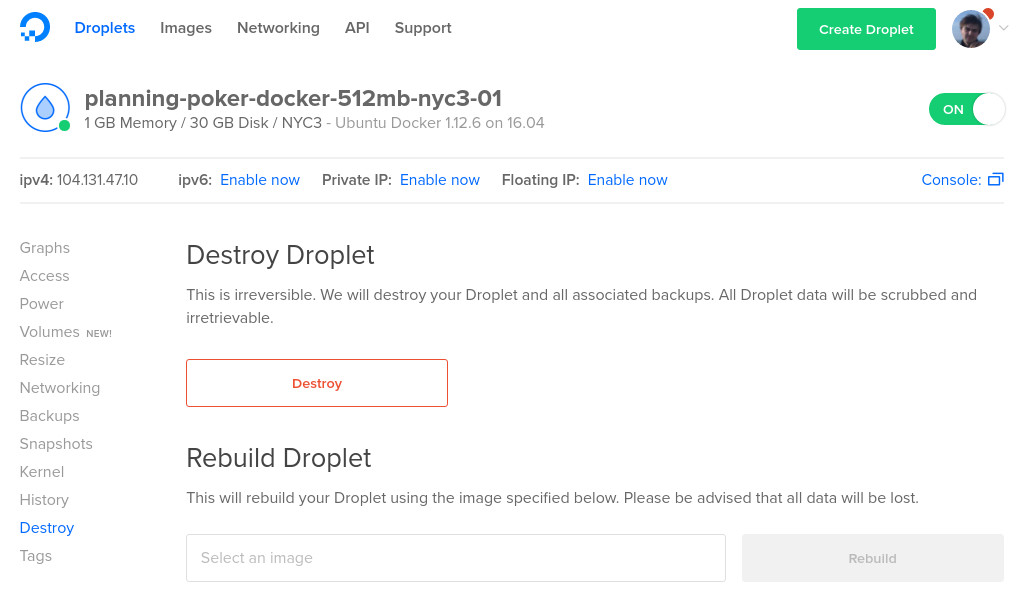 Droplets Images Networking API Support Create Droplet
planning-poker-docker-512mb-nyc3-01
1 GB Memory / 30 GB Disk / NYC3 - Ubuntu Docker 1.12.6 on 16.04
ON
ipv4: 104.131.47.10 ipv6: Enable now Private IP: Enable now Floating IP: Enable now Console:
Graphs
Access
Power
Volumes NEW!
Resize
Networking
Backups
Snapshots
Kernel
History
Destroy
Tags
Destroy Droplet
This is irreversible. We will destroy your Droplet and all associated backups. All Droplet data will be scrubbed and
irretrievable.
Destroy
Rebuild Droplet
This will rebuild your Droplet using the image specified below. Please be advised that all data will be lost.
Select an image Rebuild